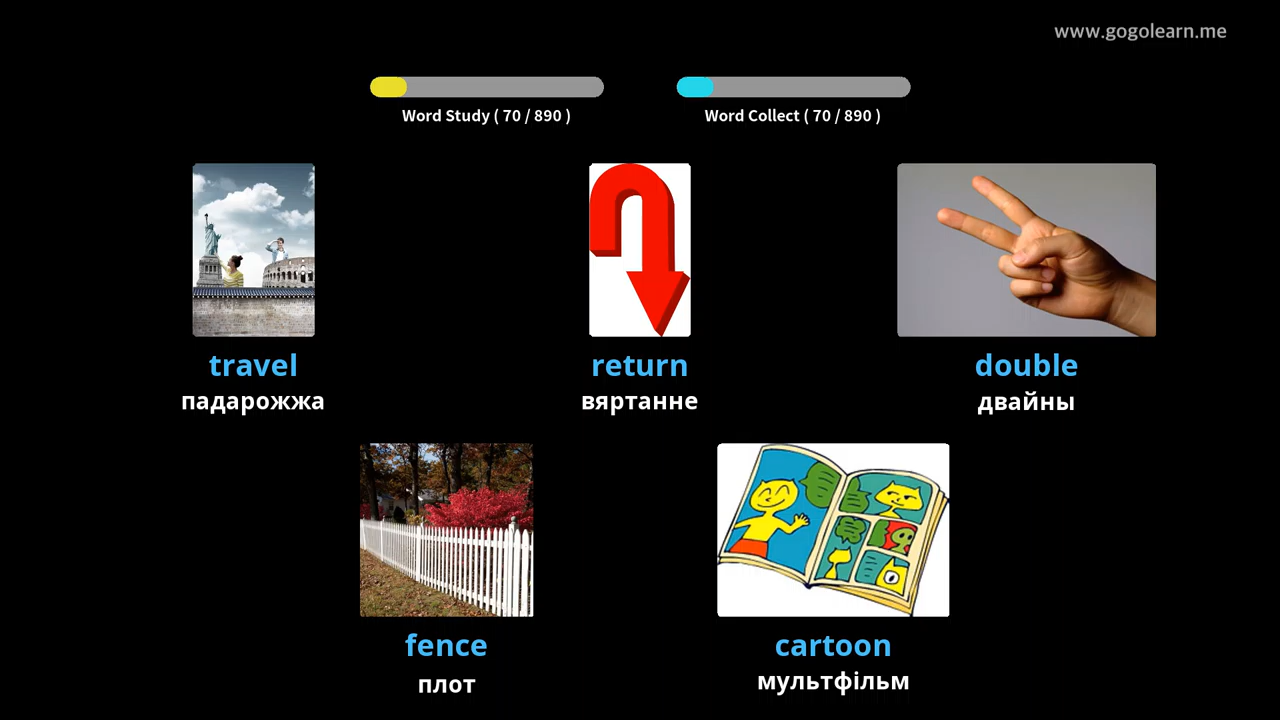 www.gogolearn.me
Word Study ( 70 / 890 )
Word Collect ( 70 / 890 )
travel
падарожжа
return
вяртанне
double
двайны
fence
плот
cartoon
мультфільм